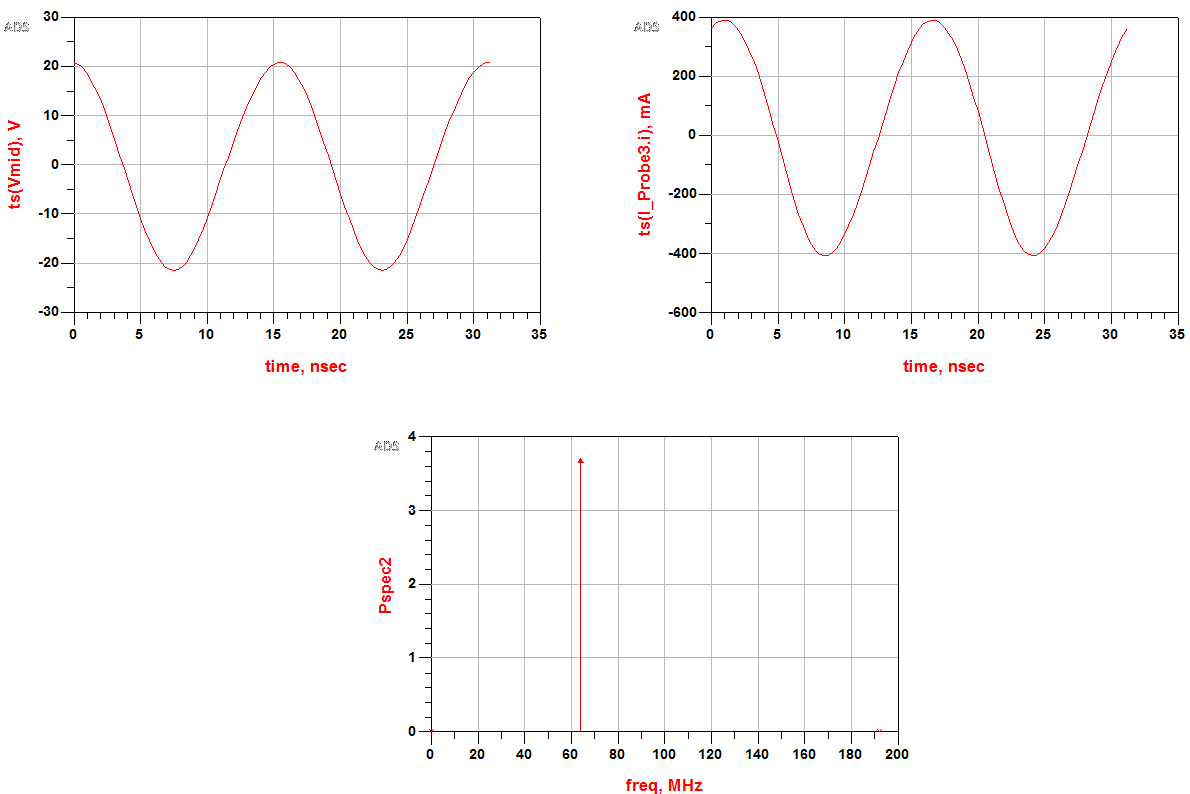 ADS
ts(Vmid), V
30
20
10
0
-10
-20
-30
0 5 10 15 20 25 30 35
time, nsec
ADS
ts(I_Probe3.i), mA
400
200
0
-200
-400
-600
0 5 10 15 20 25 30 35
time, nsec
ADS
Pspec2
4
3
2
1
0
0 20 40 60 80 100 120 140 160 180 200
freq, MHz